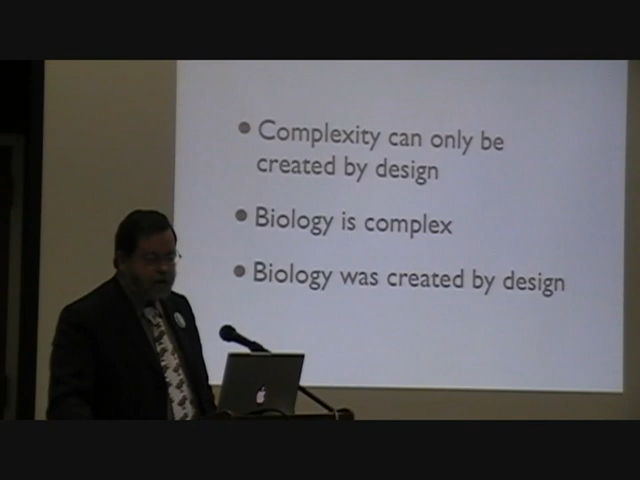 Complexity can only be
created by design
Biology is complex
Biology was created by design